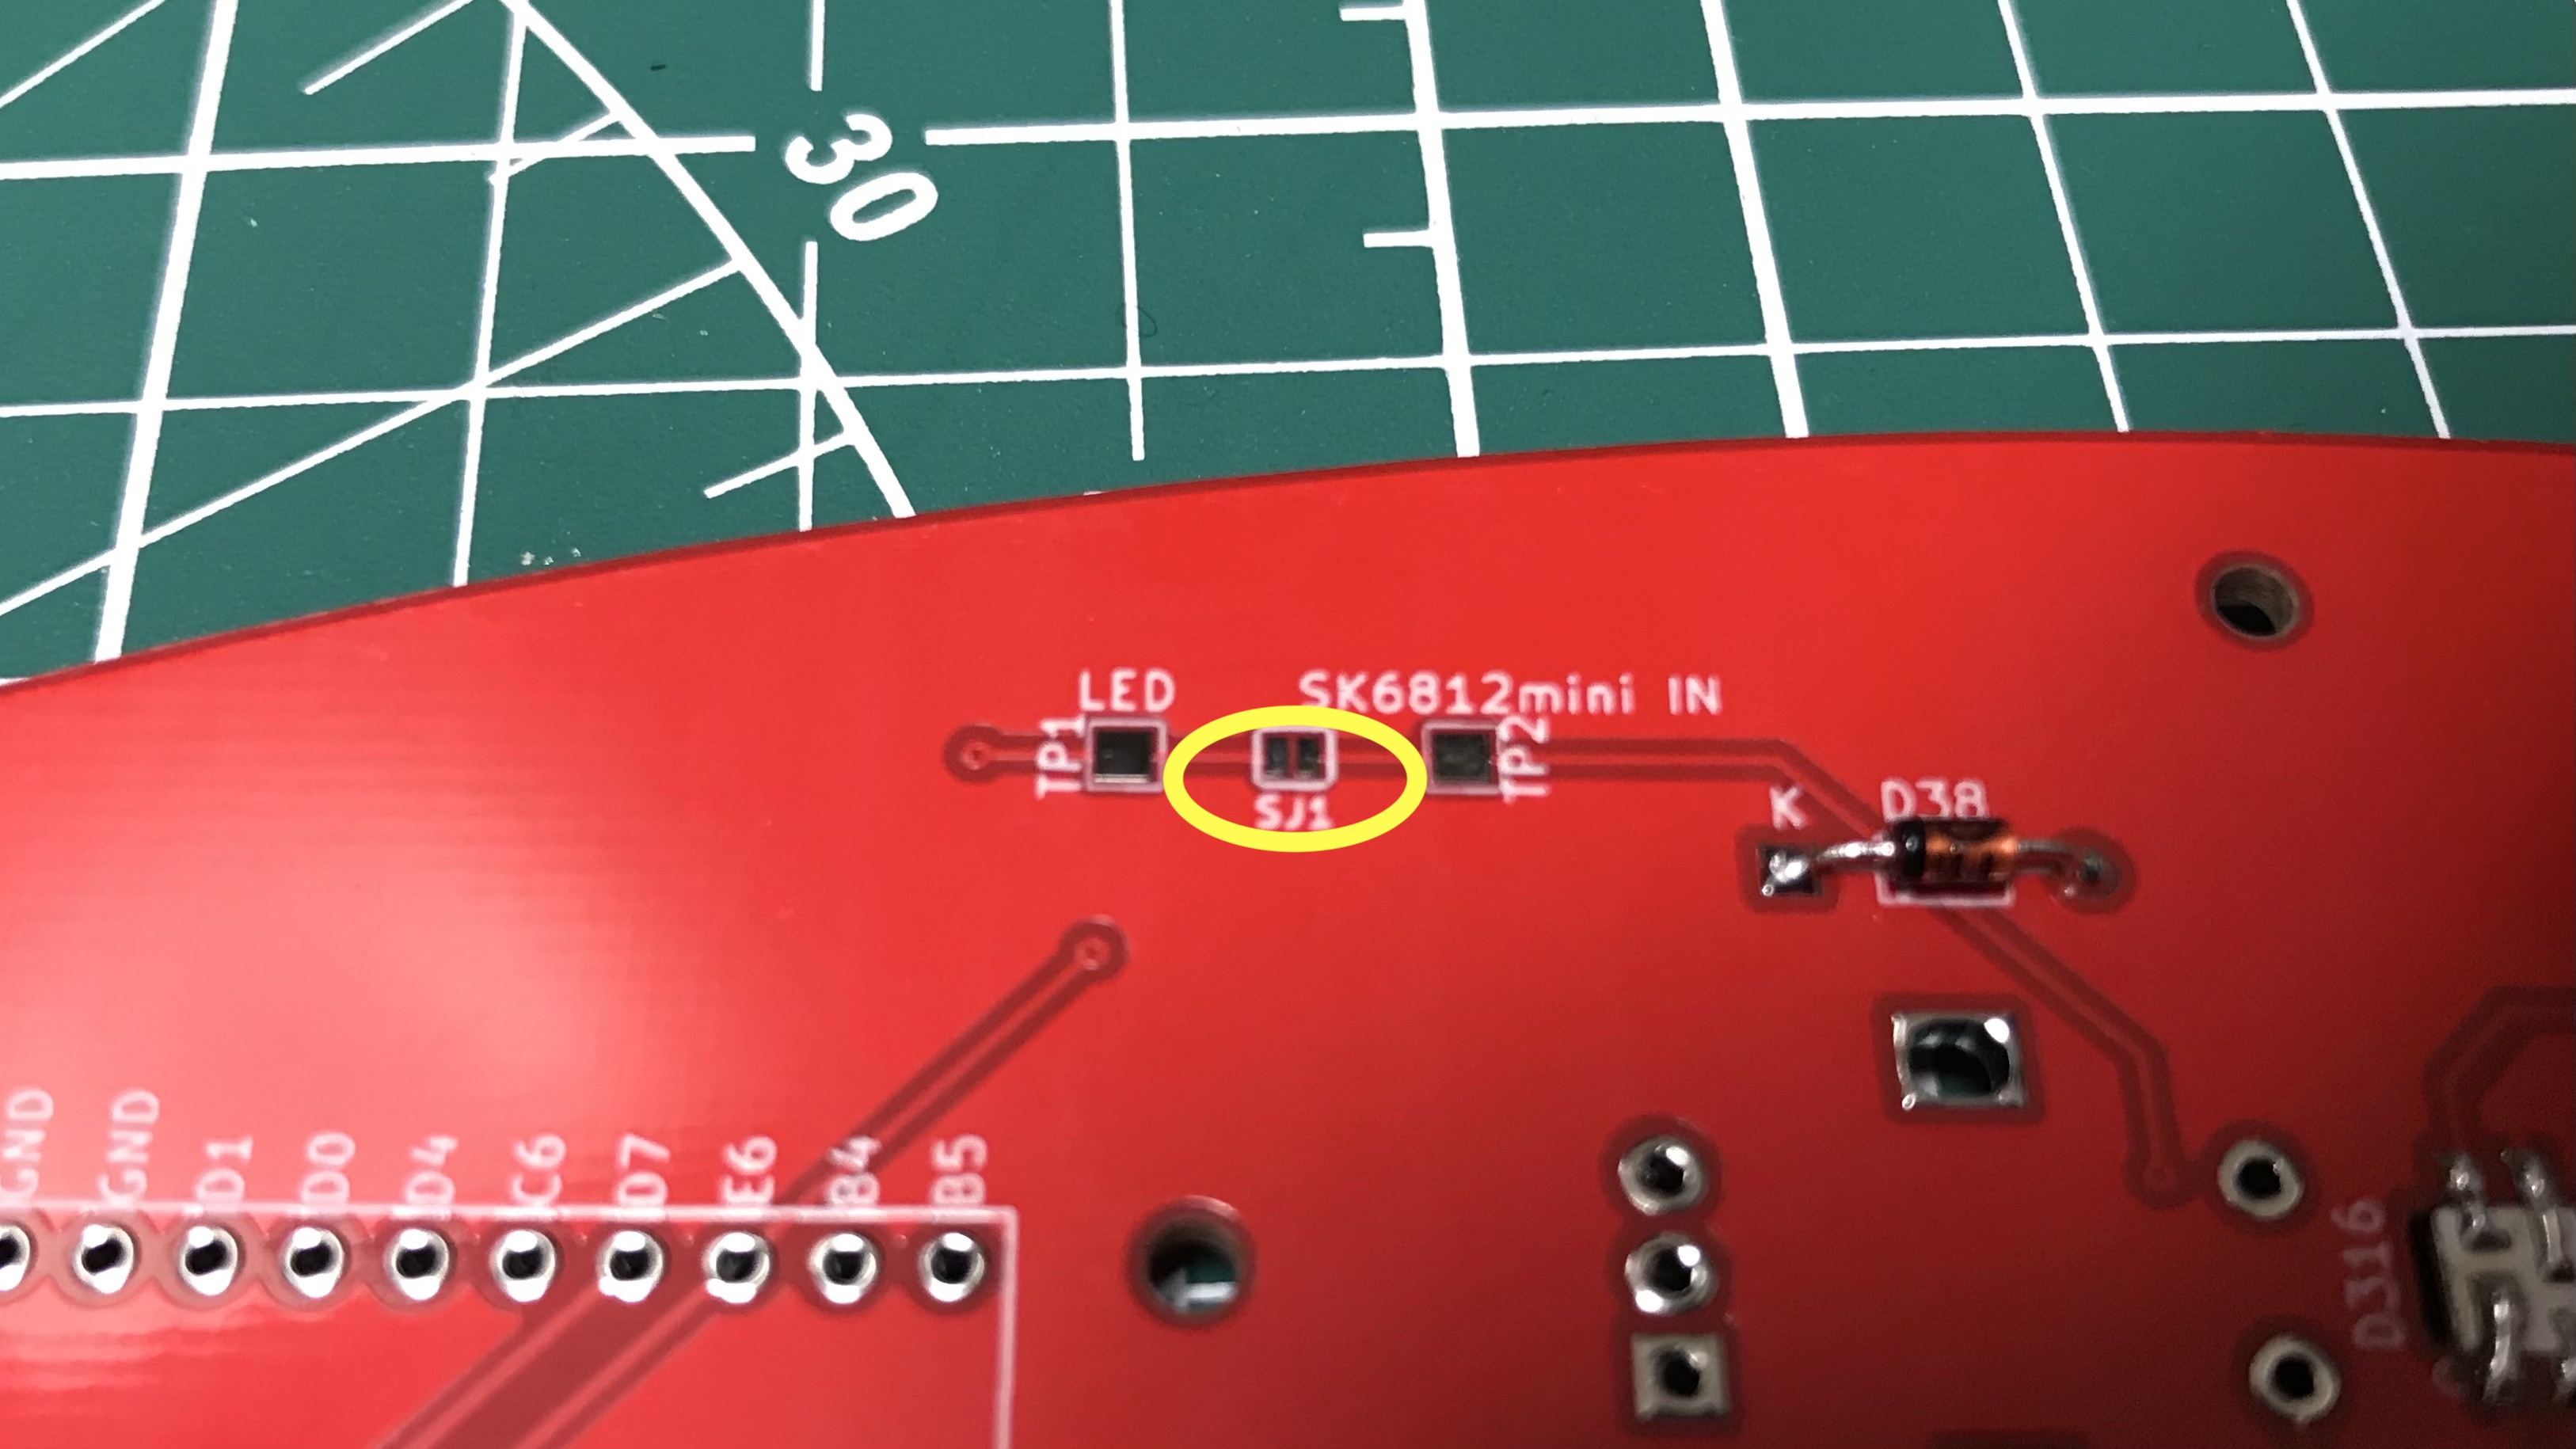 30
LED
SK6812mini IN
TP1
TP2
SJ1
K
D38
GND
GND
D1
D0
D4
C6
D7
E6
B4
B5
D316